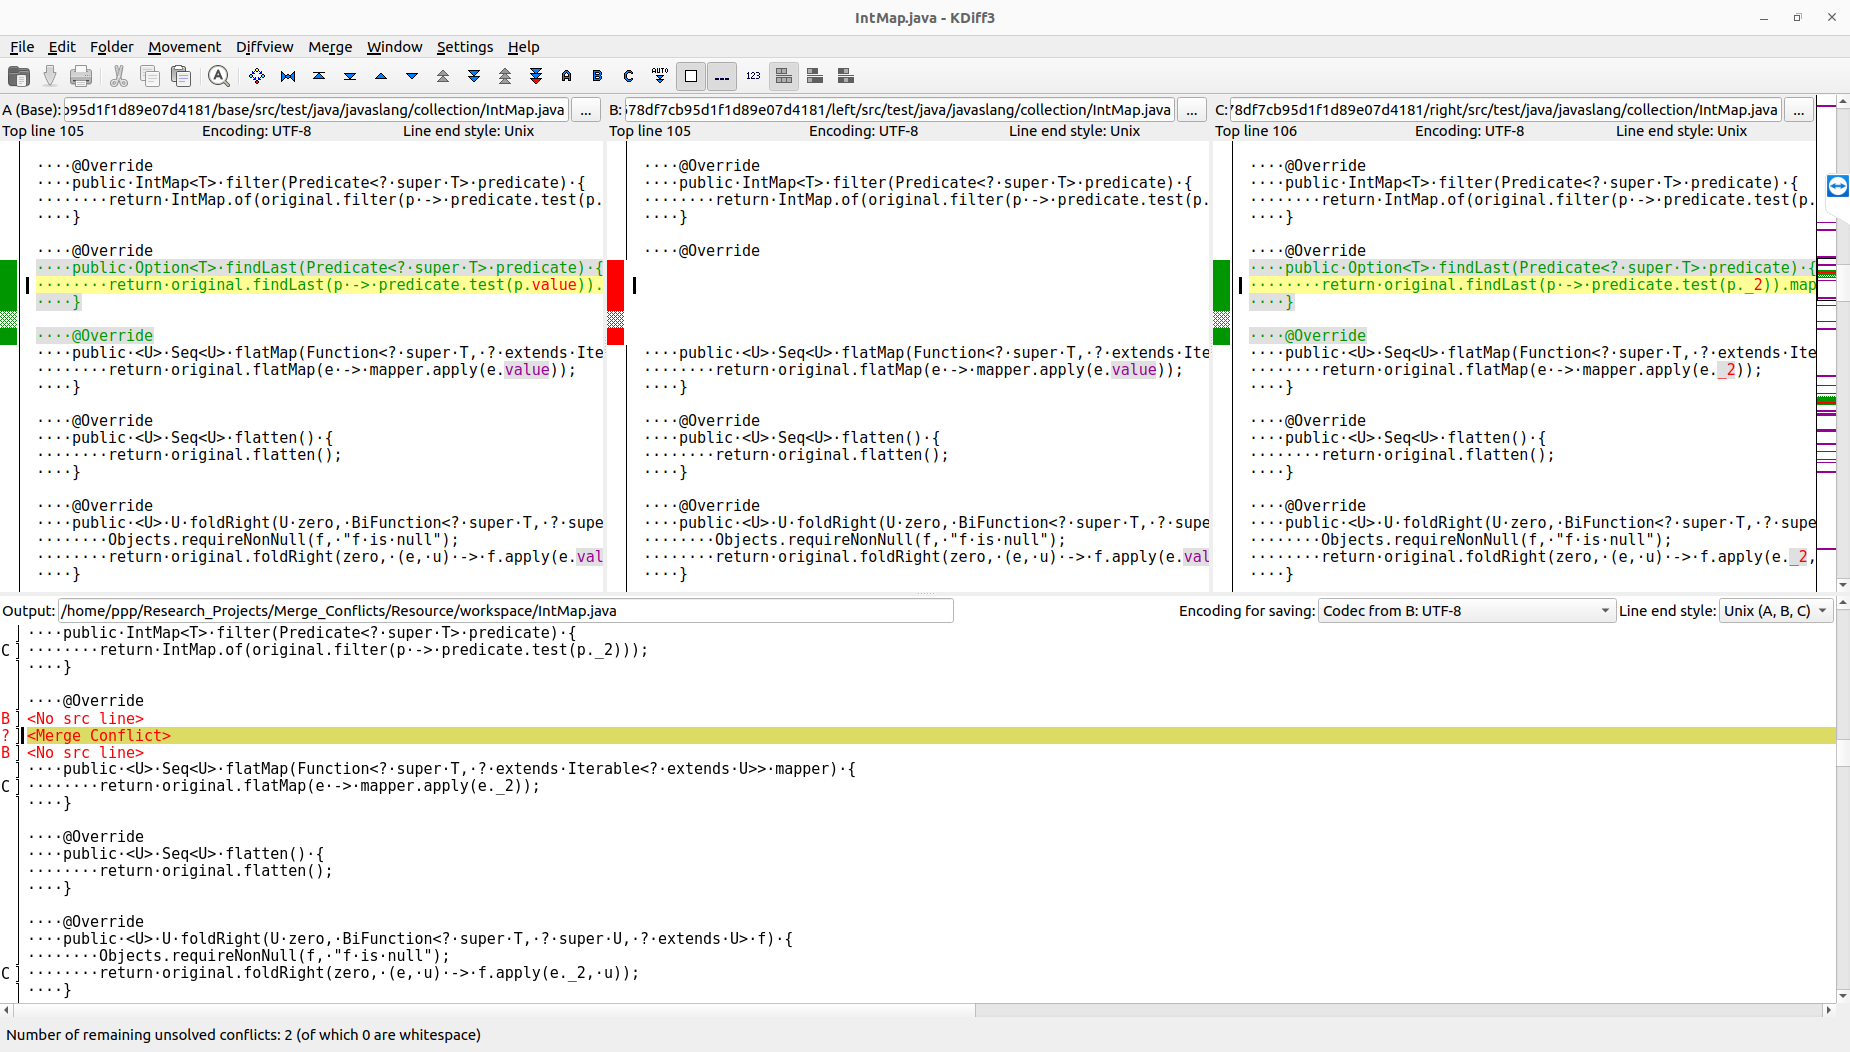 IntMap.java - KDiff3
File Edit Folder Movement Diffview Merge Window Settings Help
A B C AUTO 123
A (Base): b95d1f1d89e07d4181/base/src/test/java/javaslang/collection/IntMap.java ...
Top line 105 Encoding: UTF-8 Line end style: Unix
····@Override
····public·IntMap<T>·filter(Predicate<?·super·T>·predicate)·{
········return·IntMap.of(original.filter(p·->·predicate.test(p.
····}
····@Override
····public·Option<T>·findLast(Predicate<?·super·T>·predicate)·{
········return·original.findLast(p·->·predicate.test(p.value)).
····}
····@Override
····public·<U>·Seq<U>·flatMap(Function<?·super·T,·?·extends·Ite
········return·original.flatMap(e·->·mapper.apply(e.value));
····}
····@Override
····public·<U>·Seq<U>·flatten()·{
········return·original.flatten();
····}
····@Override
····public·<U>·U·foldRight(U·zero,·BiFunction<?·super·T,·?·supe
········Objects.requireNonNull(f,·"f·is·null");
········return·original.foldRight(zero,·(e,·u)·->·f.apply(e.val
····}
B: 78df7cb95d1f1d89e07d4181/left/src/test/java/javaslang/collection/IntMap.java ...
Top line 105 Encoding: UTF-8 Line end style: Unix
····@Override
····public·IntMap<T>·filter(Predicate<?·super·T>·predicate)·{
········return·IntMap.of(original.filter(p·->·predicate.test(p.
····}
····@Override
····public·<U>·Seq<U>·flatMap(Function<?·super·T,·?·extends·Ite
········return·original.flatMap(e·->·mapper.apply(e.value));
····}
····@Override
····public·<U>·Seq<U>·flatten()·{
········return·original.flatten();
····}
····@Override
····public·<U>·U·foldRight(U·zero,·BiFunction<?·super·T,·?·supe
········Objects.requireNonNull(f,·"f·is·null");
········return·original.foldRight(zero,·(e,·u)·->·f.apply(e.val
····}
C: 78df7cb95d1f1d89e07d4181/right/src/test/java/javaslang/collection/IntMap.java ...
Top line 106 Encoding: UTF-8 Line end style: Unix
····@Override
····public·IntMap<T>·filter(Predicate<?·super·T>·predicate)·{
········return·IntMap.of(original.filter(p·->·predicate.test(p.
····}
····@Override
····public·Option<T>·findLast(Predicate<?·super·T>·predicate)·{
········return·original.findLast(p·->·predicate.test(p._2)).map
····}
····@Override
····public·<U>·Seq<U>·flatMap(Function<?·super·T,·?·extends·Ite
········return·original.flatMap(e·->·mapper.apply(e._2));
····}
····@Override
····public·<U>·Seq<U>·flatten()·{
········return·original.flatten();
····}
····@Override
····public·<U>·U·foldRight(U·zero,·BiFunction<?·super·T,·?·supe
········Objects.requireNonNull(f,·"f·is·null");
········return·original.foldRight(zero,·(e,·u)·->·f.apply(e._2,
····}
Output: /home/ppp/Research_Projects/Merge_Conflicts/Resource/workspace/IntMap.java Encoding for saving: Codec from B: UTF-8 Line end style: Unix (A, B, C)
····public·IntMap<T>·filter(Predicate<?·super·T>·predicate)·{
C ········return·IntMap.of(original.filter(p·->·predicate.test(p._2)));
····}
····@Override
B <No src line>
? <Merge Conflict>
B <No src line>
····public·<U>·Seq<U>·flatMap(Function<?·super·T,·?·extends·Iterable<?·extends·U>>·mapper)·{
C ········return·original.flatMap(e·->·mapper.apply(e._2));
····}
····@Override
····public·<U>·Seq<U>·flatten()·{
········return·original.flatten();
····}
····@Override
····public·<U>·U·foldRight(U·zero,·BiFunction<?·super·T,·?·super·U,·?·extends·U>·f)·{
········Objects.requireNonNull(f,·"f·is·null");
C ········return·original.foldRight(zero,·(e,·u)·->·f.apply(e._2,·u));
····}
Number of remaining unsolved conflicts: 2 (of which 0 are whitespace)